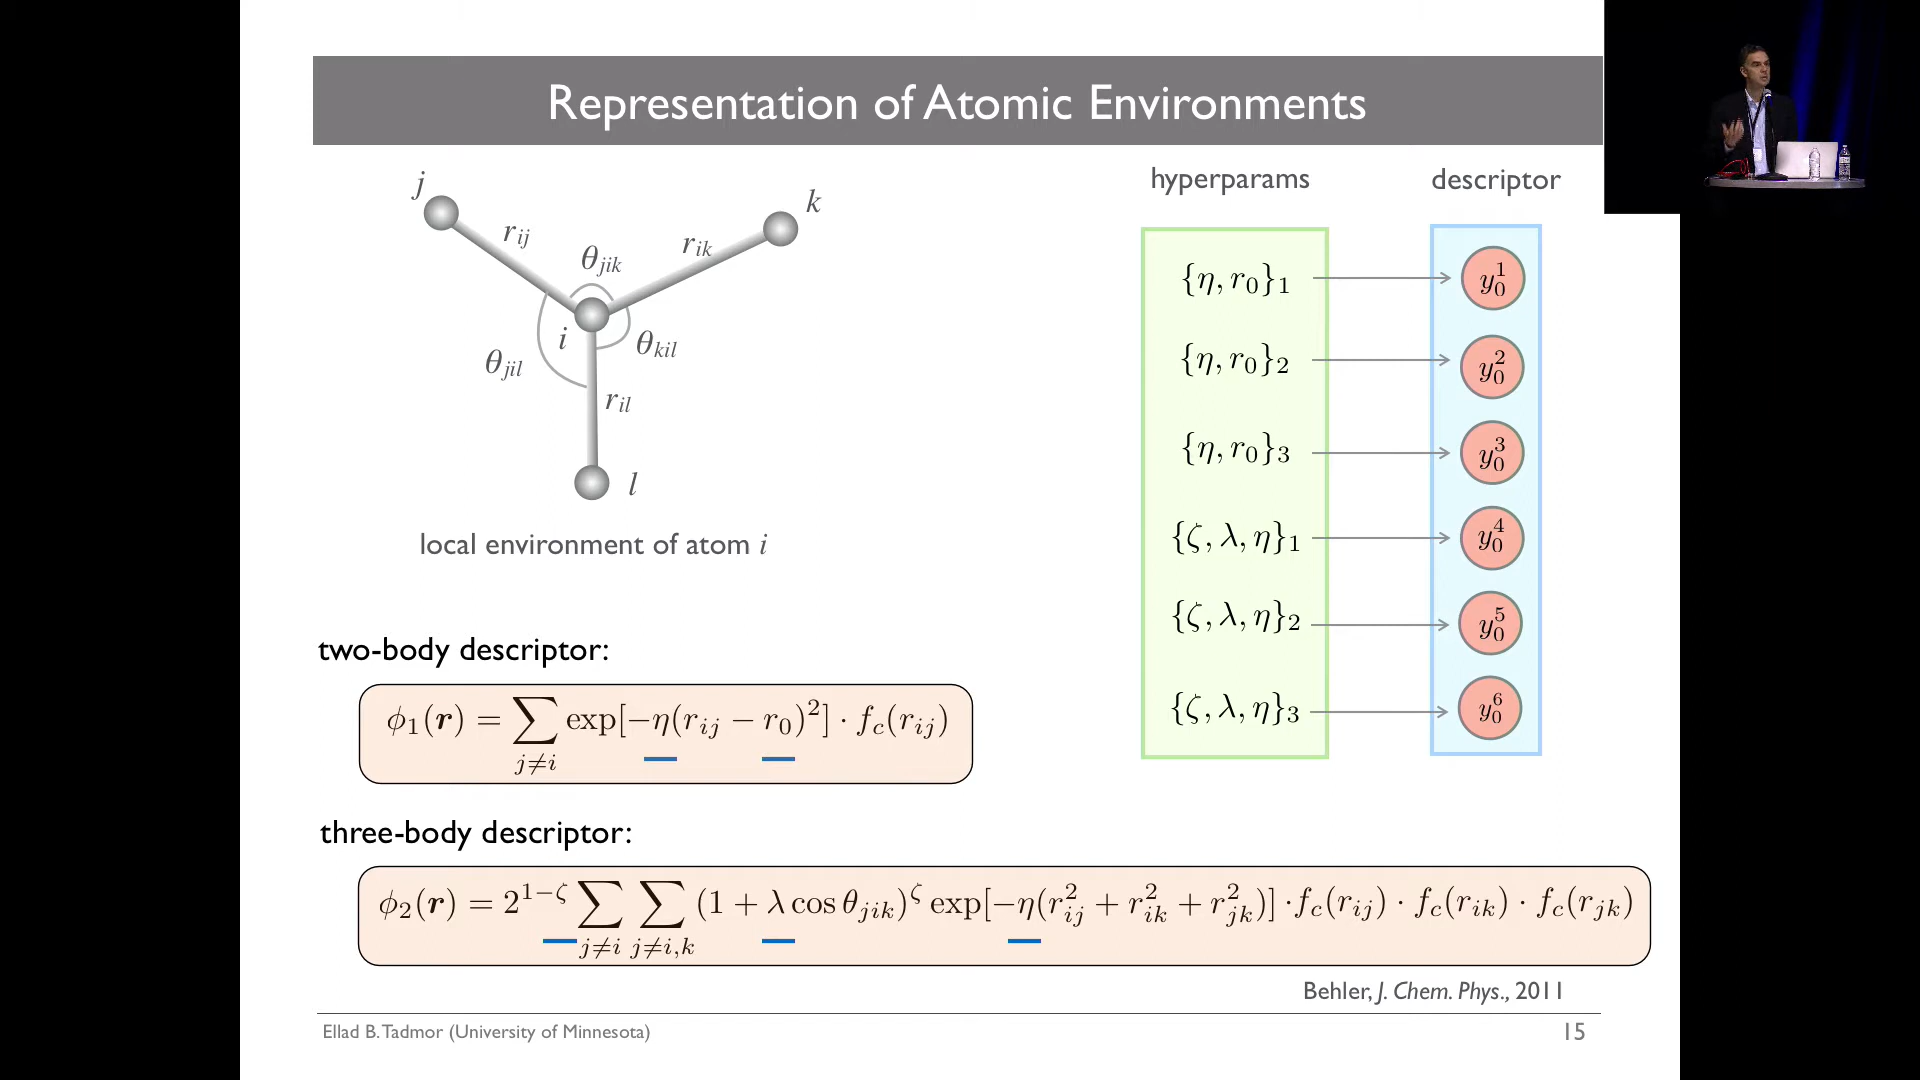 Representation of Atomic Environments
j
k
r_ij
θ_jik
r_ik
i
θ_kil
θ_jil
r_il
l
local environment of atom i
hyperparams
descriptor
{η, r_0}_1
y_0^1
{η, r_0}_2
y_0^2
{η, r_0}_3
y_0^3
{ζ, λ, η}_1
y_0^4
{ζ, λ, η}_2
y_0^5
{ζ, λ, η}_3
y_0^6
two-body descriptor:
ϕ_1(r) = ∑_{j≠i} exp[−η(r_ij − r_0)^2] · f_c(r_ij)
three-body descriptor:
ϕ_2(r) = 2^{1−ζ} ∑_{j≠i} ∑_{j≠i,k} (1 + λ cos θ_jik)^ζ exp[−η(r_ij^2 + r_ik^2 + r_jk^2)] · f_c(r_ij) · f_c(r_ik) · f_c(r_jk)
Behler, J. Chem. Phys., 2011
Ellad B. Tadmor (University of Minnesota)
15